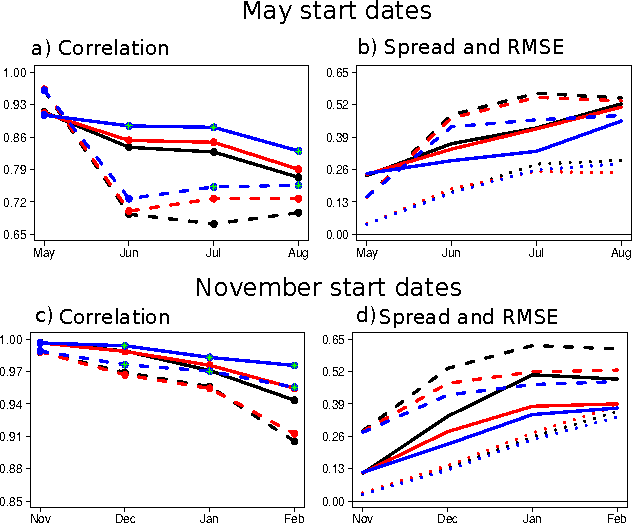 May start dates
a) Correlation
b) Spread and RMSE
1.00
0.93
0.86
0.79
0.72
0.65
May Jun Jul Aug
0.65
0.52
0.39
0.26
0.13
0.00
May Jun Jul Aug
November start dates
c) Correlation
d) Spread and RMSE
1.00
0.97
0.94
0.91
0.88
0.85
Nov Dec Jan Feb
0.65
0.52
0.39
0.26
0.13
0.00
Nov Dec Jan Feb